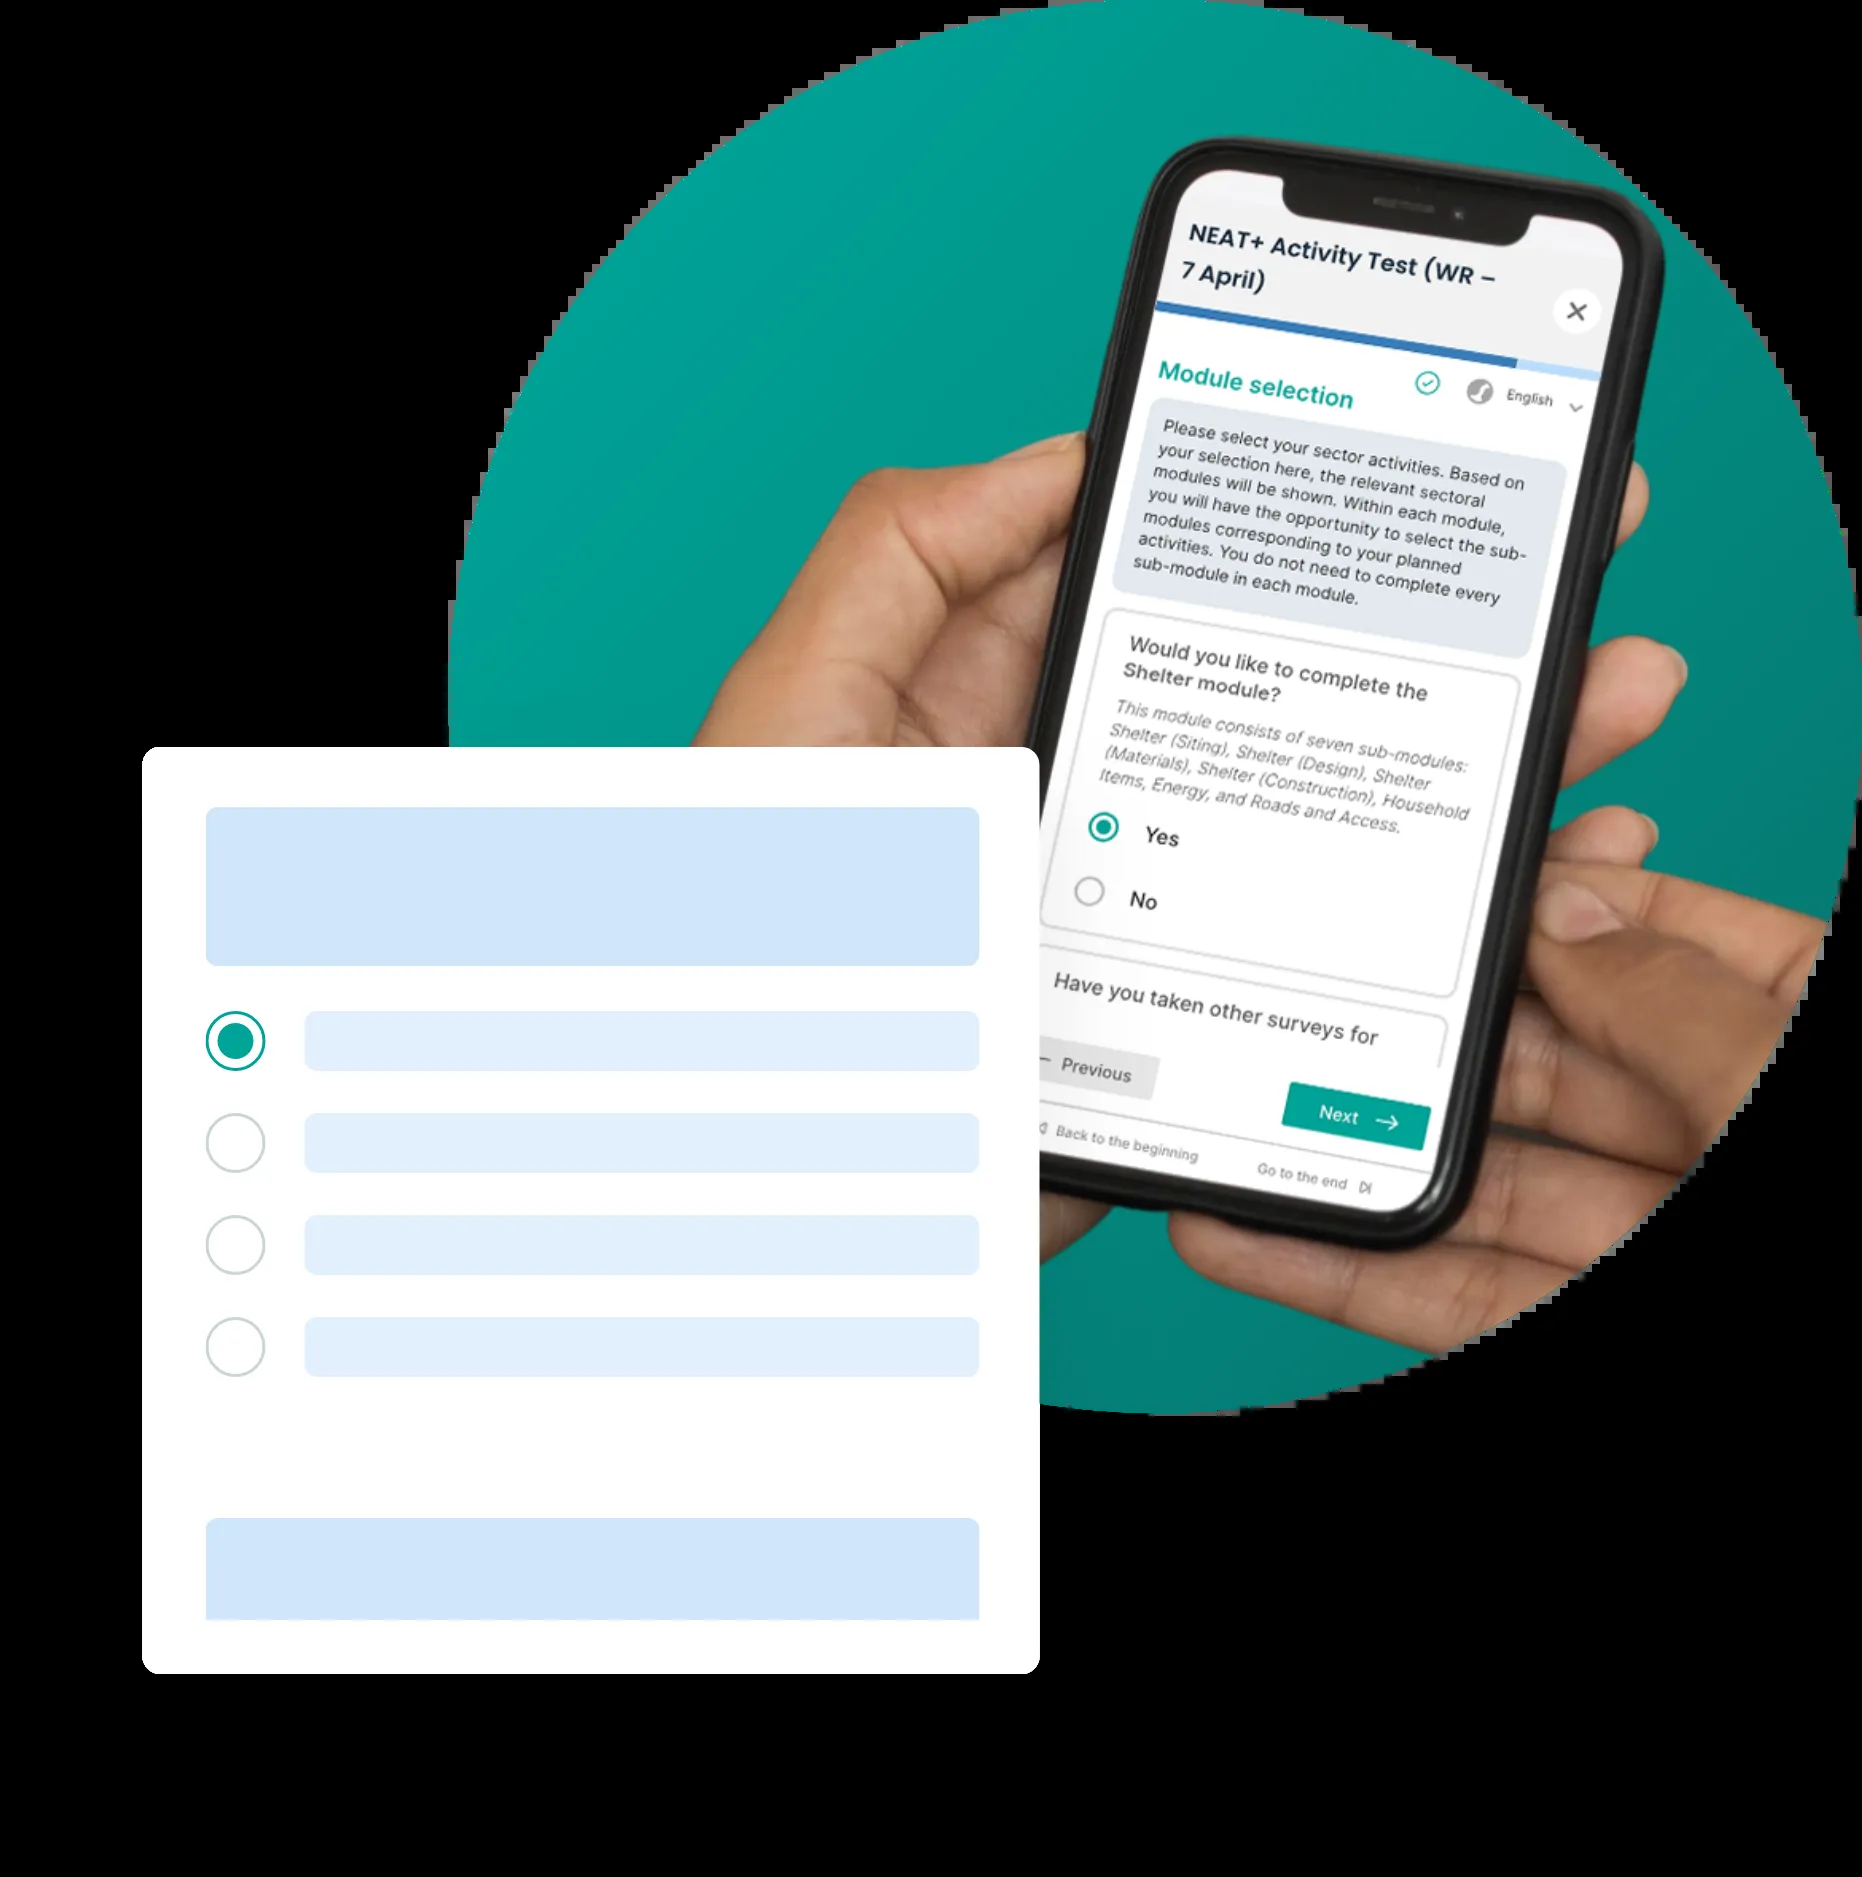 NEAT+ Activity Test (WR –
7 April)
Module selection
English
Please select your sector activities. Based on
your selection here, the relevant sectoral
modules will be shown. Within each module,
you will have the opportunity to select the sub-
modules corresponding to your planned
activities. You do not need to complete every
sub-module in each module.
Would you like to complete the
Shelter module?
This module consists of seven sub-modules:
Shelter (Siting), Shelter (Design), Shelter
(Materials), Shelter (Construction), Household
Items, Energy, and Roads and Access.
Yes
No
Have you taken other surveys for
Previous
Next
Back to the beginning
Go to the end